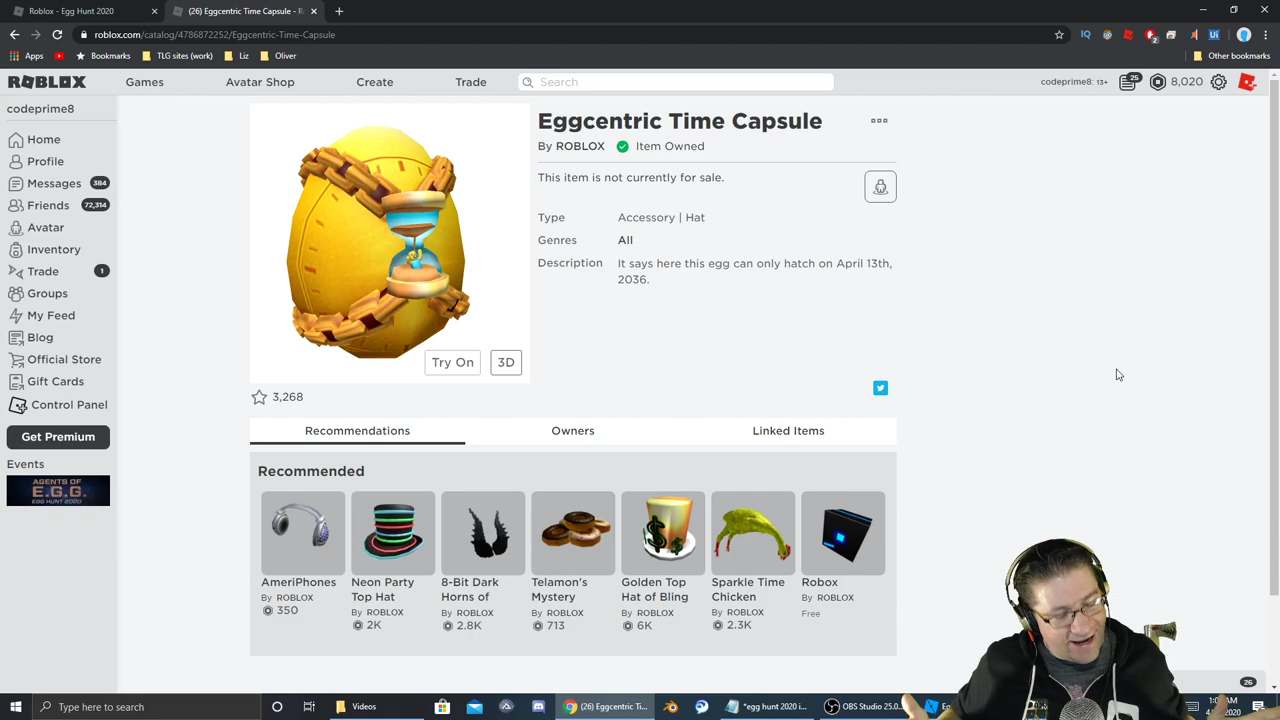 Roblox - Egg Hunt 2020
(26) Eggcentric Time Capsule - R
roblox.com/catalog/4786872252/Eggcentric-Time-Capsule
Apps
Bookmarks
TLG sites (work)
Liz
Oliver
Other bookmarks
ROBLOX
Games
Avatar Shop
Create
Trade
Search
codeprime8: 13+
25
8,020
codeprime8
Home
Profile
Messages 384
Friends 72,314
Avatar
Inventory
Trade 1
Groups
My Feed
Blog
Official Store
Gift Cards
Control Panel
Get Premium
Events
AGENTS OF
E.G.G.
EGG HUNT 2020
Eggcentric Time Capsule
By ROBLOX Item Owned
This item is not currently for sale.
Type Accessory | Hat
Genres All
Description It says here this egg can only hatch on April 13th,
2036.
Try On
3D
3,268
Recommendations
Owners
Linked Items
Recommended
AmeriPhones
By ROBLOX
350
Neon Party
Top Hat
By ROBLOX
2K
8-Bit Dark
Horns of
By ROBLOX
2.8K
Telamon's
Mystery
By ROBLOX
713
Golden Top
Hat of Bling
By ROBLOX
6K
Sparkle Time
Chicken
By ROBLOX
2.3K
Robox
By ROBLOX
Free
26
Type here to search
Videos
(26) Eggcentric Ti...
*egg hunt 2020 i...
OBS Studio 25.0...